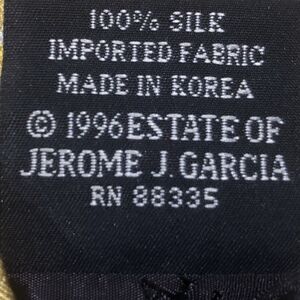 100% SILK
IMPORTED FABRIC
MADE IN KOREA
© 1996 ESTATE OF
JEROME J. GARCIA
RN 88335